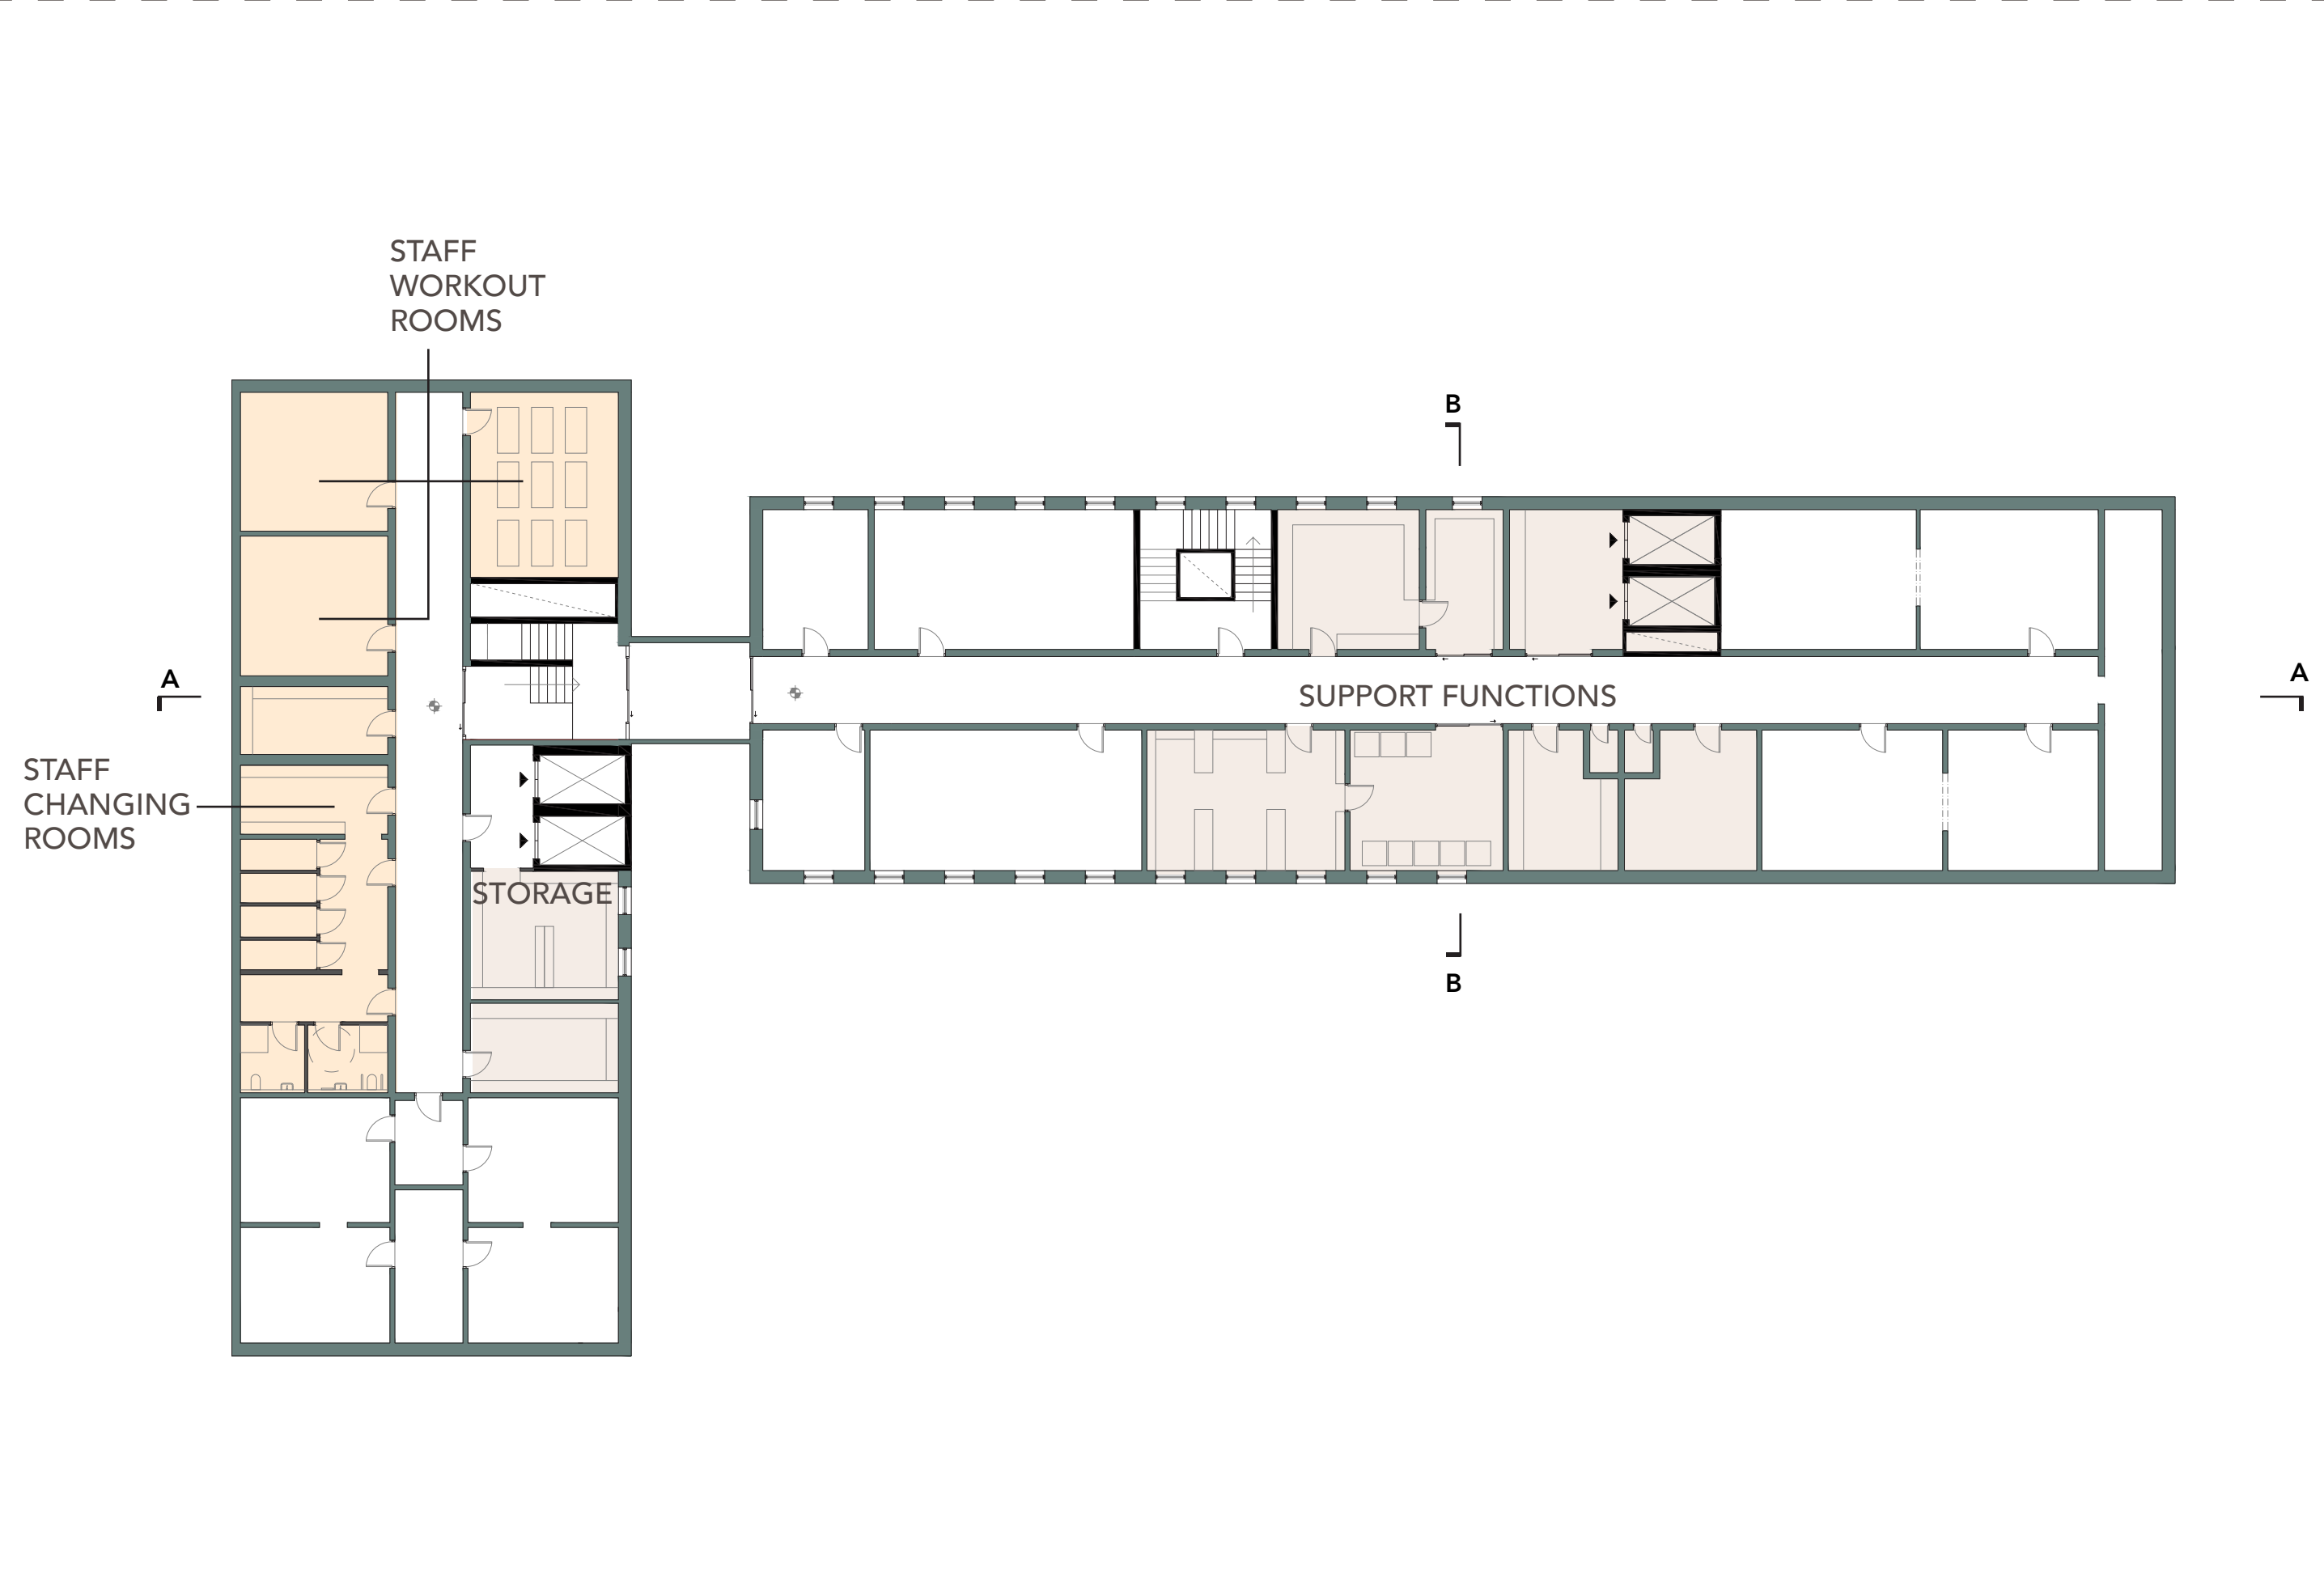 STAFF
WORKOUT
ROOMS
B
A
A
SUPPORT FUNCTIONS
STAFF
CHANGING
ROOMS
STORAGE
B